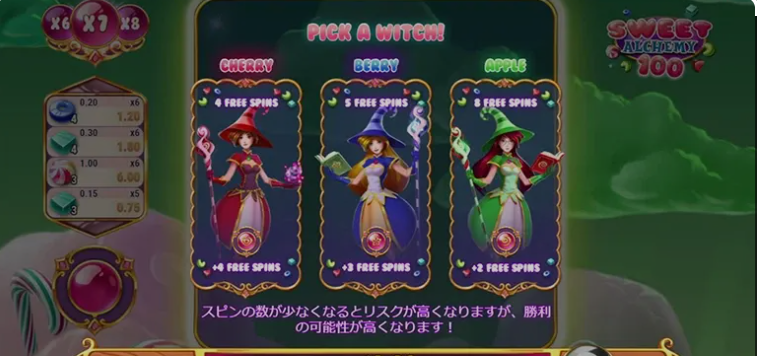 X6 X7 X8
PICK A WITCH!
SWEET
ALCHEMY
100
CHERRY
4 FREE SPINS
+4 FREE SPINS
BERRY
5 FREE SPINS
+3 FREE SPINS
APPLE
8 FREE SPINS
+2 FREE SPINS
0.20 x6
4 1.20
0.30 x6
4 1.80
1.00 x6
3 6.00
0.15 x5
3 0.75
スピンの数が少なくなるとリスクが高くなりますが、勝利
の可能性が高くなります！